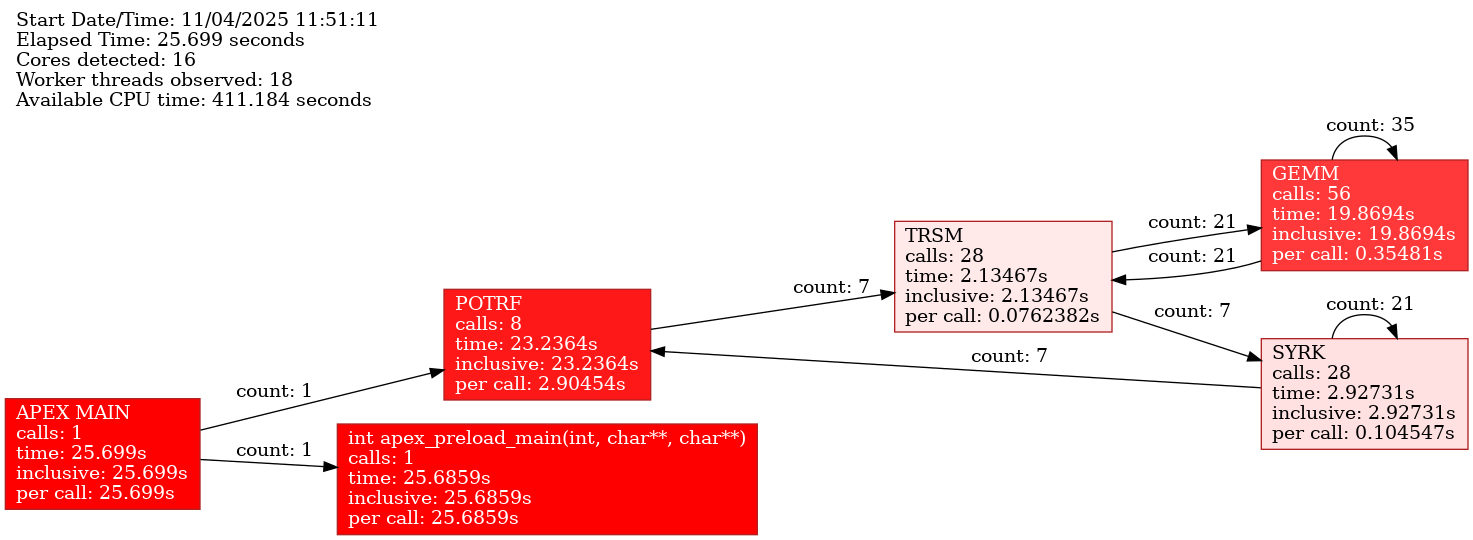 Start Date/Time: 11/04/2025 11:51:11
Elapsed Time: 25.699 seconds
Cores detected: 16
Worker threads observed: 18
Available CPU time: 411.184 seconds
APEX MAIN
calls: 1
time: 25.699s
inclusive: 25.699s
per call: 25.699s
count: 1
count: 1
int apex_preload_main(int, char**, char**)
calls: 1
time: 25.6859s
inclusive: 25.6859s
per call: 25.6859s
POTRF
calls: 8
time: 23.2364s
inclusive: 23.2364s
per call: 2.90454s
count: 7
count: 7
TRSM
calls: 28
time: 2.13467s
inclusive: 2.13467s
per call: 0.0762382s
count: 21
count: 21
count: 7
count: 35
GEMM
calls: 56
time: 19.8694s
inclusive: 19.8694s
per call: 0.35481s
count: 21
SYRK
calls: 28
time: 2.92731s
inclusive: 2.92731s
per call: 0.104547s